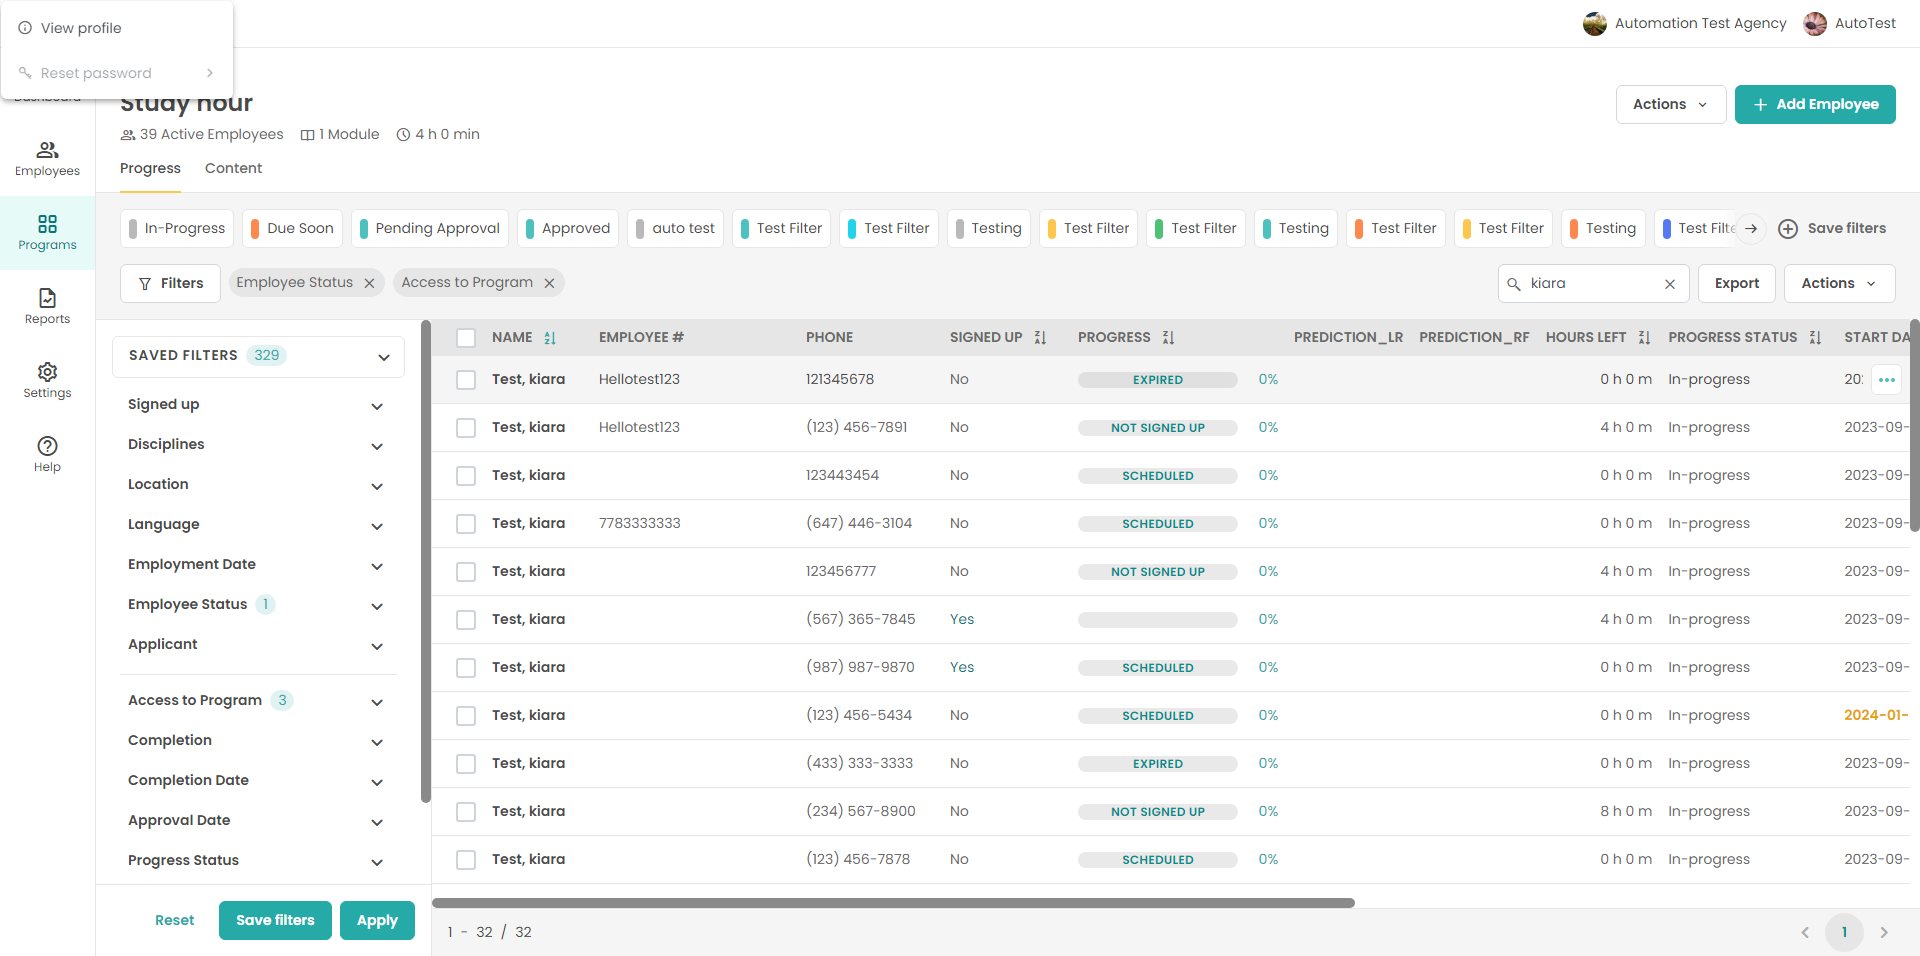 View profile
Reset password
Automation Test Agency
AutoTest
Dashboard
Study hour
39 Active Employees
1 Module
4 h 0 min
Actions
Add Employee
Progress
Content
Employees
Programs
Reports
Settings
Help
In-Progress
Due Soon
Pending Approval
Approved
auto test
Test Filter
Test Filter
Testing
Test Filter
Test Filter
Testing
Test Filter
Test Filter
Testing
Test Filte
Save filters
Filters
Employee Status
Access to Program
kiara
Export
Actions
SAVED FILTERS 329
Signed up
Disciplines
Location
Language
Employment Date
Employee Status 1
Applicant
Access to Program 3
Completion
Completion Date
Approval Date
Progress Status
Reset
Save filters
Apply
NAME EMPLOYEE # PHONE SIGNED UP PROGRESS PREDICTION_LR PREDICTION_RF HOURS LEFT PROGRESS STATUS START DA
Test, kiara Hellotest123 121345678 No EXPIRED 0% 0 h 0 m In-progress 20
Test, kiara Hellotest123 (123) 456-7891 No NOT SIGNED UP 0% 4 h 0 m In-progress 2023-09-
Test, kiara 123443454 No SCHEDULED 0% 0 h 0 m In-progress 2023-09-
Test, kiara 7783333333 (647) 446-3104 No SCHEDULED 0% 0 h 0 m In-progress 2023-09-
Test, kiara 123456777 No NOT SIGNED UP 0% 4 h 0 m In-progress 2023-09-
Test, kiara (567) 365-7845 Yes 0% 4 h 0 m In-progress 2023-09-
Test, kiara (987) 987-9870 Yes SCHEDULED 0% 0 h 0 m In-progress 2023-09-
Test, kiara (123) 456-5434 No SCHEDULED 0% 0 h 0 m In-progress 2024-01-
Test, kiara (433) 333-3333 No EXPIRED 0% 0 h 0 m In-progress 2023-09-
Test, kiara (234) 567-8900 No NOT SIGNED UP 0% 8 h 0 m In-progress 2023-09-
Test, kiara (123) 456-7878 No SCHEDULED 0% 0 h 0 m In-progress 2023-09-
1 - 32 / 32
1